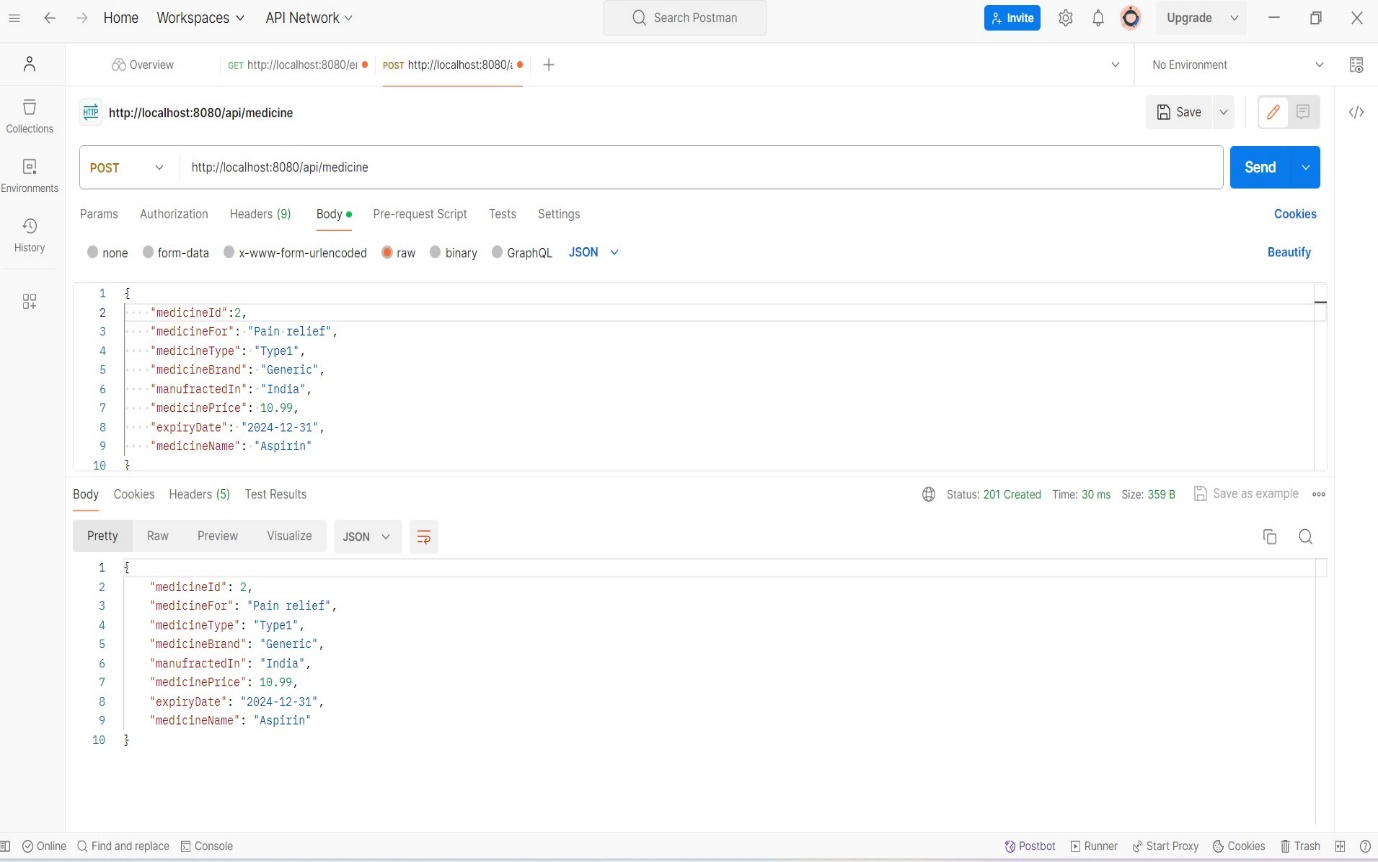 Home Workspaces API Network Search Postman Invite Upgrade
Overview GET http://localhost:8080/ei POST http://localhost:8080/a No Environment
http://localhost:8080/api/medicine Save
Collections
Environments
History
POST http://localhost:8080/api/medicine Send
Params Authorization Headers (9) Body Pre-request Script Tests Settings Cookies
none form-data x-www-form-urlencoded raw binary GraphQL JSON Beautify
1 {
2 "medicineId":2,
3 "medicineFor": "Pain relief",
4 "medicineType": "Type1",
5 "medicineBrand": "Generic",
6 "manufractedIn": "India",
7 "medicinePrice": 10.99,
8 "expiryDate": "2024-12-31",
9 "medicineName": "Aspirin"
10 }
Body Cookies Headers (5) Test Results Status: 201 Created Time: 30 ms Size: 359 B Save as example
Pretty Raw Preview Visualize JSON
1 {
2 "medicineId": 2,
3 "medicineFor": "Pain relief",
4 "medicineType": "Type1",
5 "medicineBrand": "Generic",
6 "manufractedIn": "India",
7 "medicinePrice": 10.99,
8 "expiryDate": "2024-12-31",
9 "medicineName": "Aspirin"
10 }
Online Find and replace Console Postbot Runner Start Proxy Cookies Trash